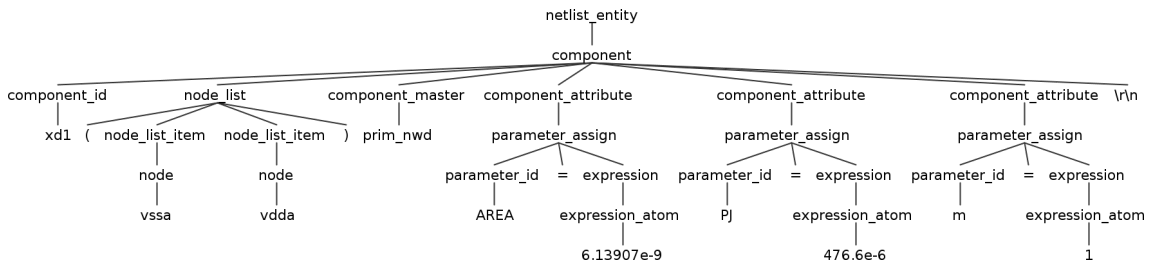 netlist_entity
component
component_id node_list component_master component_attribute component_attribute component_attribute \r\n
xd1 ( node_list_item node_list_item ) prim_nwd parameter_assign parameter_assign parameter_assign
node node parameter_id = expression parameter_id = expression parameter_id = expression
vssa vdda AREA expression_atom PJ expression_atom m expression_atom
6.13907e-9 476.6e-6 1